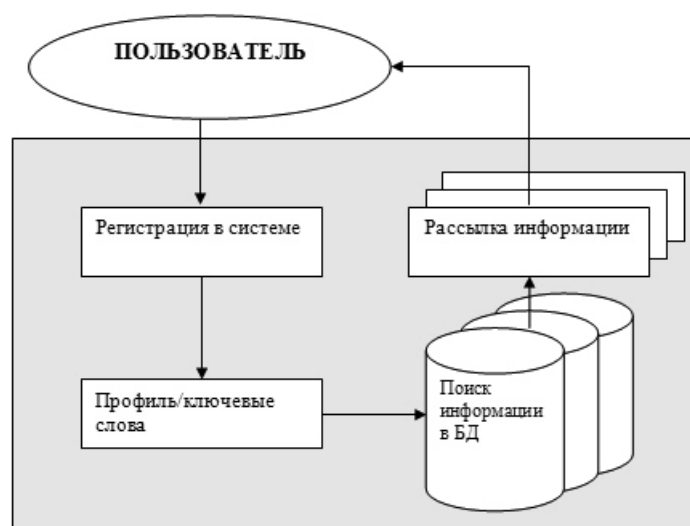 ПОЛЬЗОВАТЕЛЬ
Регистрация в системе
Рассылка информации
Профиль/ключевые
слова
Поиск
информации
в БД